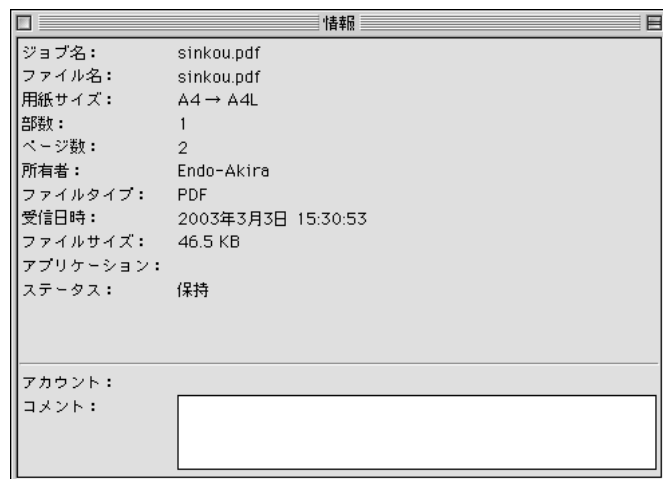 情報
ジョブ名： sinkou.pdf
ファイル名： sinkou.pdf
用紙サイズ： A4 → A4L
部数： 1
ページ数： 2
所有者： Endo-Akira
ファイルタイプ： PDF
受信日時： 2003年3月3日 15:30:53
ファイルサイズ： 46.5 KB
アプリケーション：
ステータス： 保持
アカウント：
コメント：